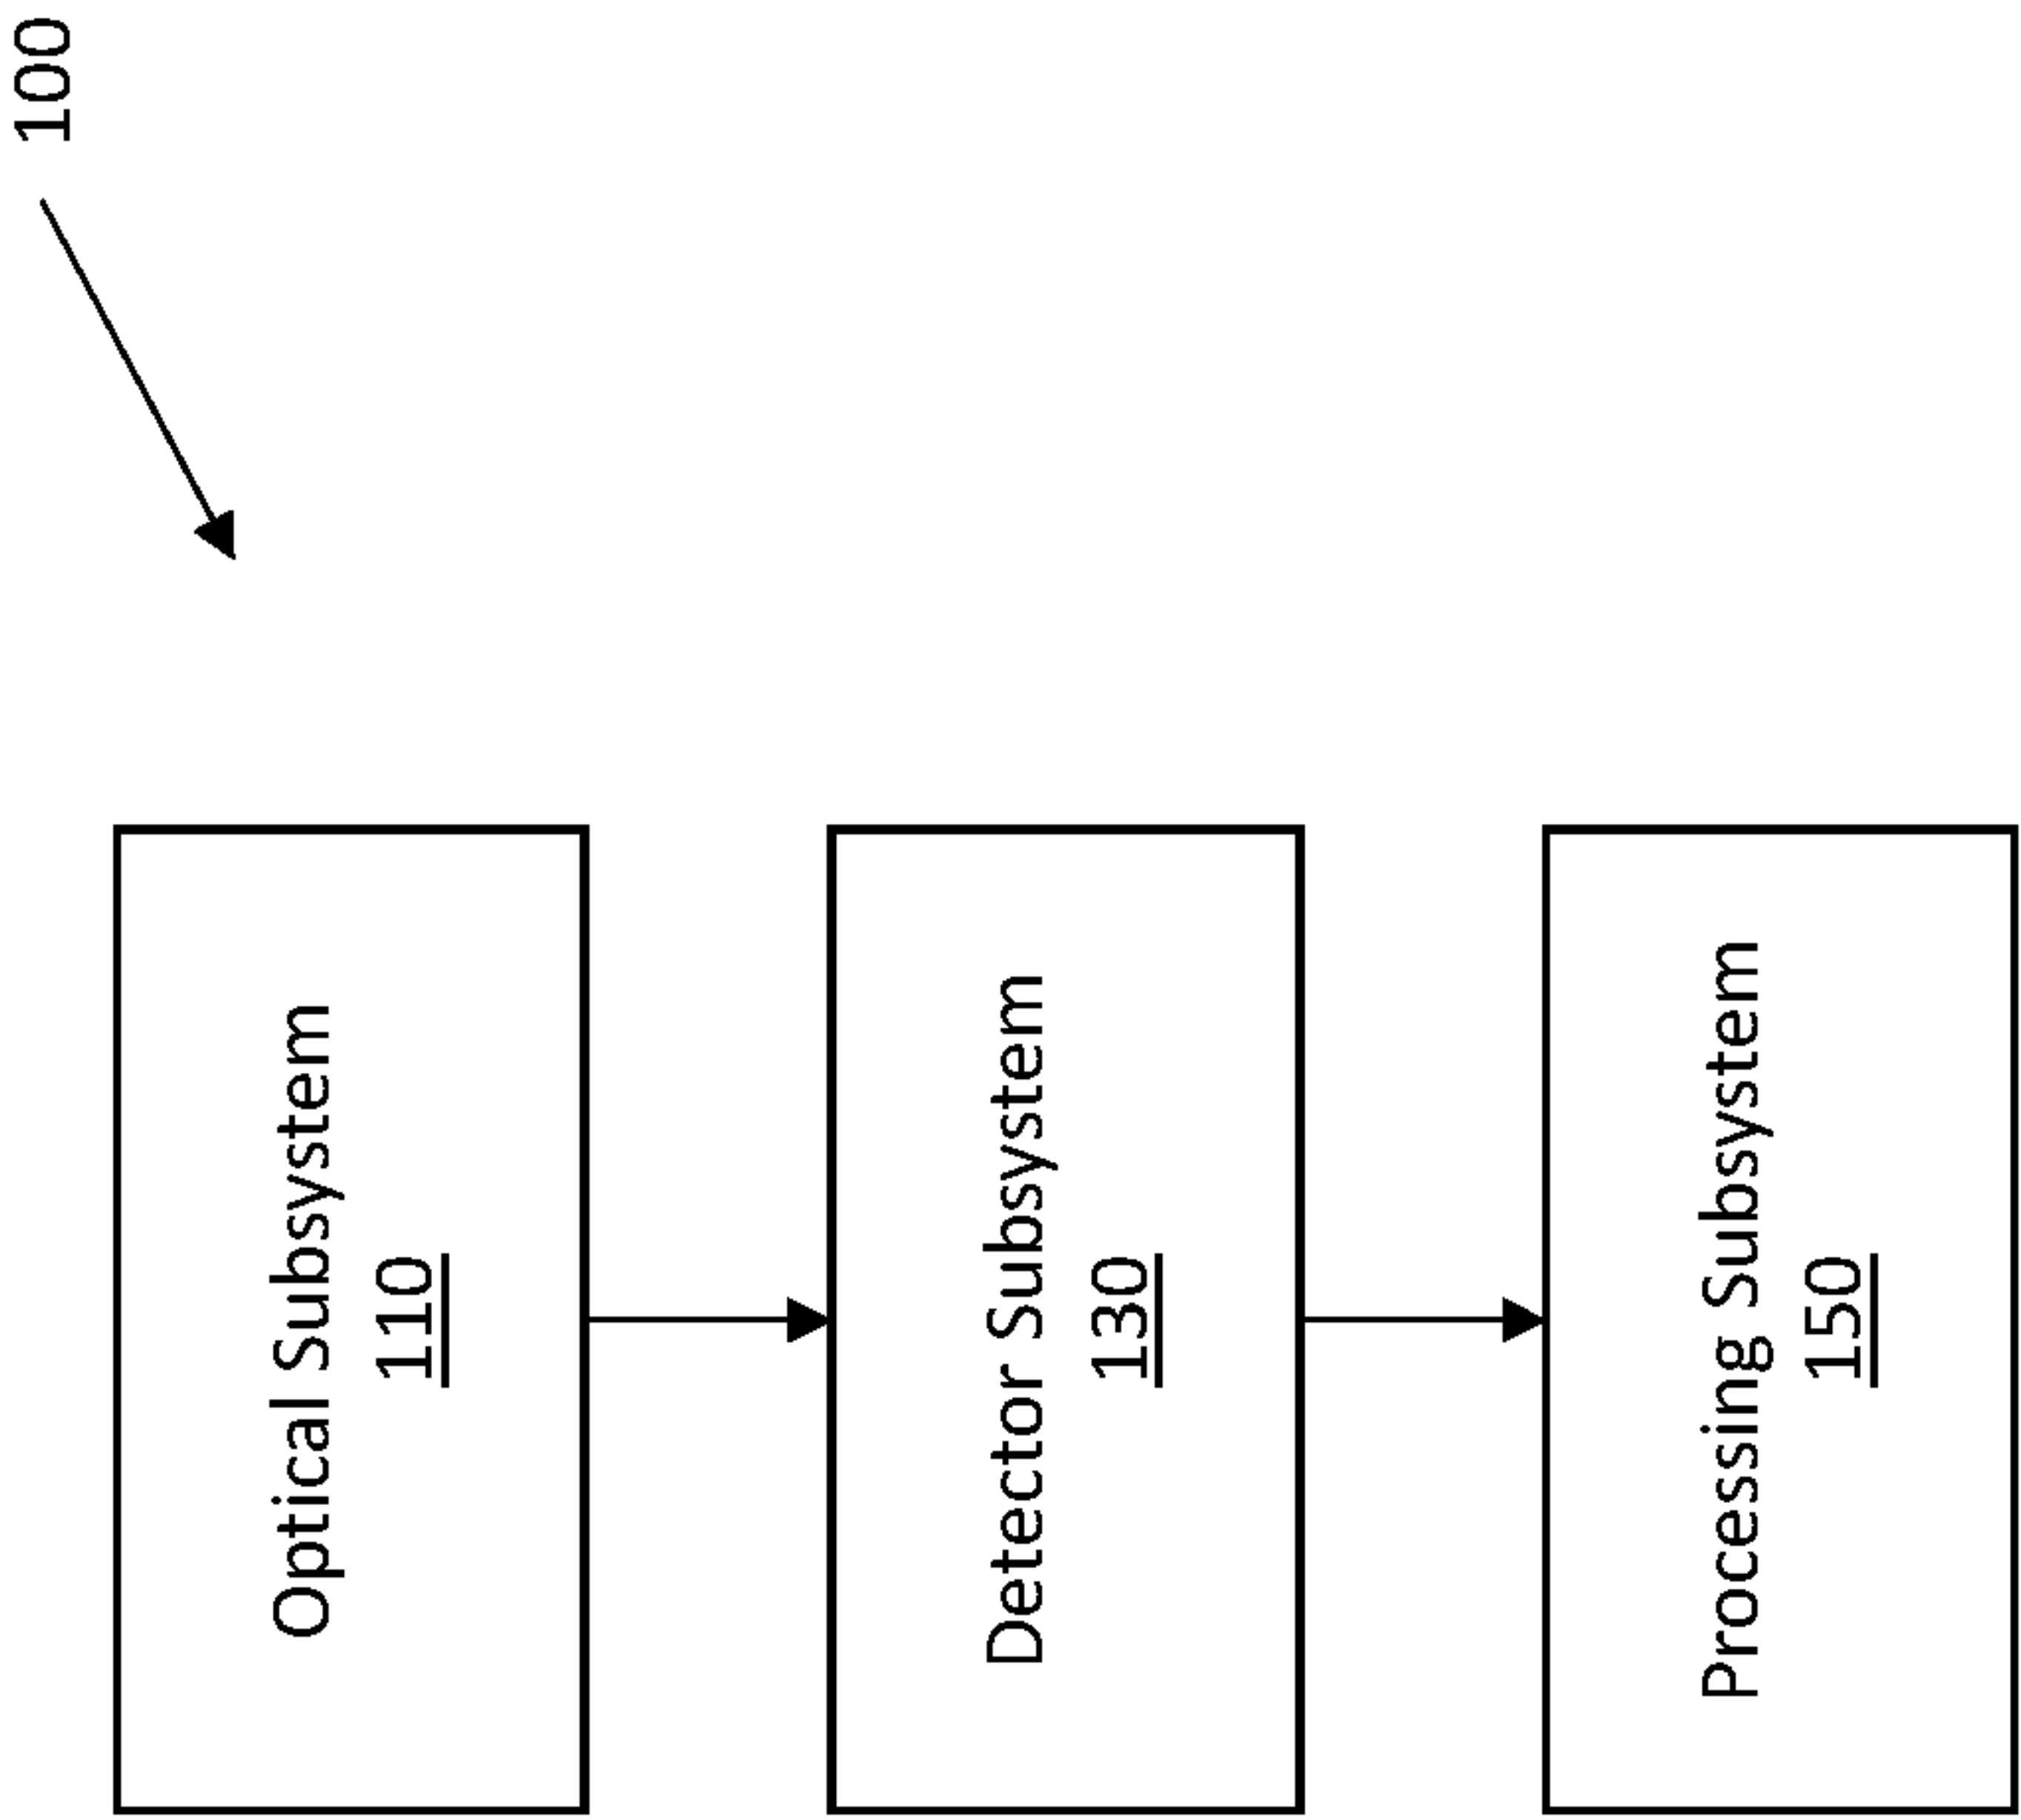 100
Optical Subsystem
110
Detector Subsystem
130
Processing Subsystem
150